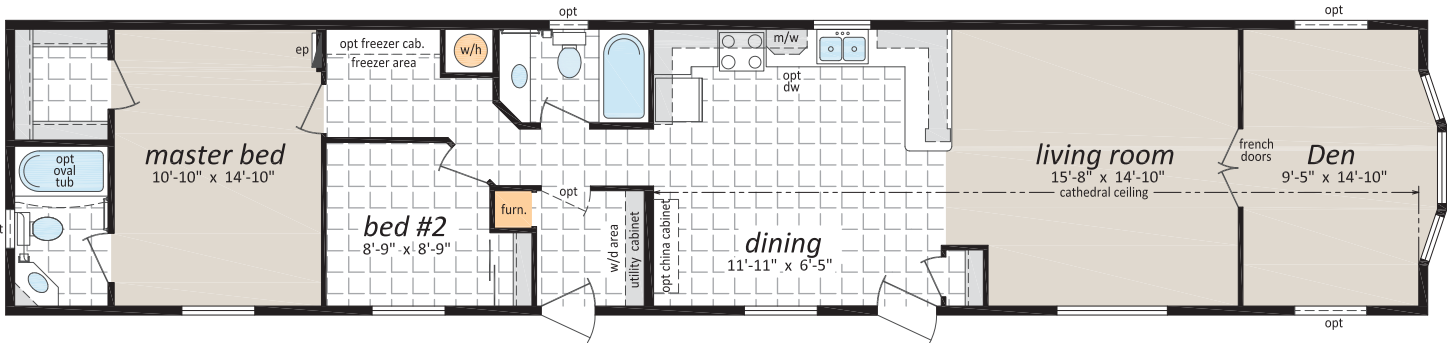 opt
opt
ep
opt freezer cab.
freezer area
w/h
m/w
opt
dw
opt
oval
tub
master bed
10'-10" x 14'-10"
living room
15'-8" x 14'-10"
cathedral ceiling
french
doors
Den
9'-5" x 14'-10"
opt
furn.
bed #2
8'-9" x 8'-9"
w/d area
utility cabinet
opt china cabinet
dining
11'-11" x 6'-5"
opt